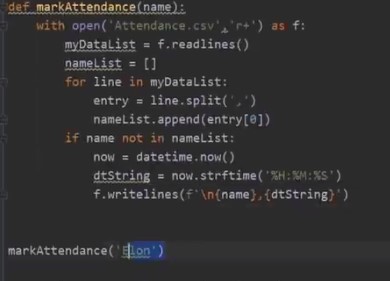 def markAttendance(name):
    with open('Attendance.csv','r+') as f:
        myDataList = f.readlines()
        nameList = []
        for line in myDataList:
            entry = line.split(',')
            nameList.append(entry[0])
        if name not in nameList:
            now = datetime.now()
            dtString = now.strftime('%H:%M:%S')
            f.writelines(f'\n{name},{dtString}')
markAttendance('Elon')